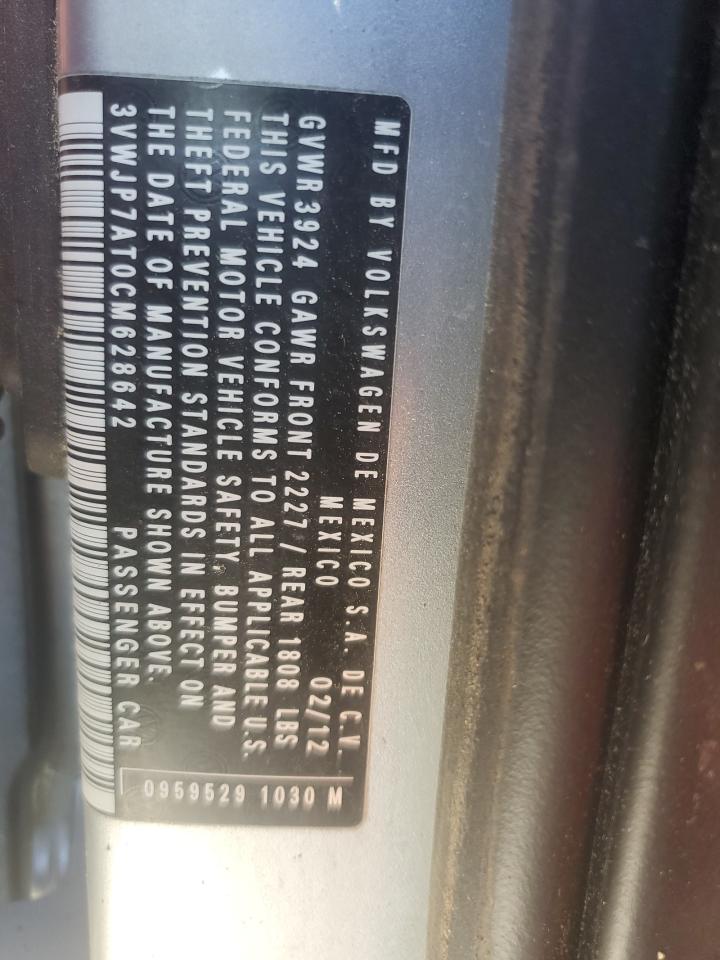 MFD BY VOLKSWAGEN DE MEXICO S.A. DE C.V.
MEXICO 02/12
GVWR 3924 GAWR FRONT 2227 / REAR 1808 LBS
THIS VEHICLE CONFORMS TO ALL APPLICABLE U.S.
FEDERAL MOTOR VEHICLE SAFETY, BUMPER AND
THEFT PREVENTION STANDARDS IN EFFECT ON
THE DATE OF MANUFACTURE SHOWN ABOVE.
3VWJP7AT0CM628642 PASSENGER CAR
0959529 1030 M